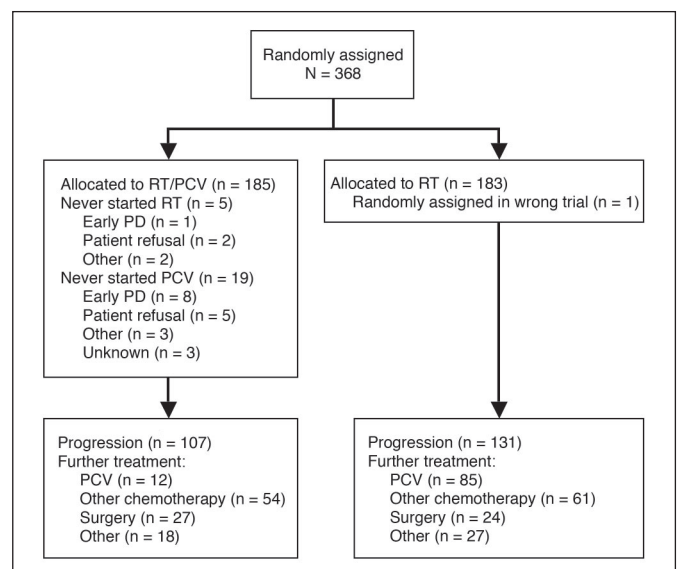 Randomly assigned
N = 368
Allocated to RT/PCV (n = 185)
Never started RT (n = 5)
Early PD (n = 1)
Patient refusal (n = 2)
Other (n = 2)
Never started PCV (n = 19)
Early PD (n = 8)
Patient refusal (n = 5)
Other (n = 3)
Unknown (n = 3)
Allocated to RT (n = 183)
Randomly assigned in wrong trial (n = 1)
Progression (n = 107)
Further treatment:
PCV (n = 12)
Other chemotherapy (n = 54)
Surgery (n = 27)
Other (n = 18)
Progression (n = 131)
Further treatment:
PCV (n = 85)
Other chemotherapy (n = 61)
Surgery (n = 24)
Other (n = 27)